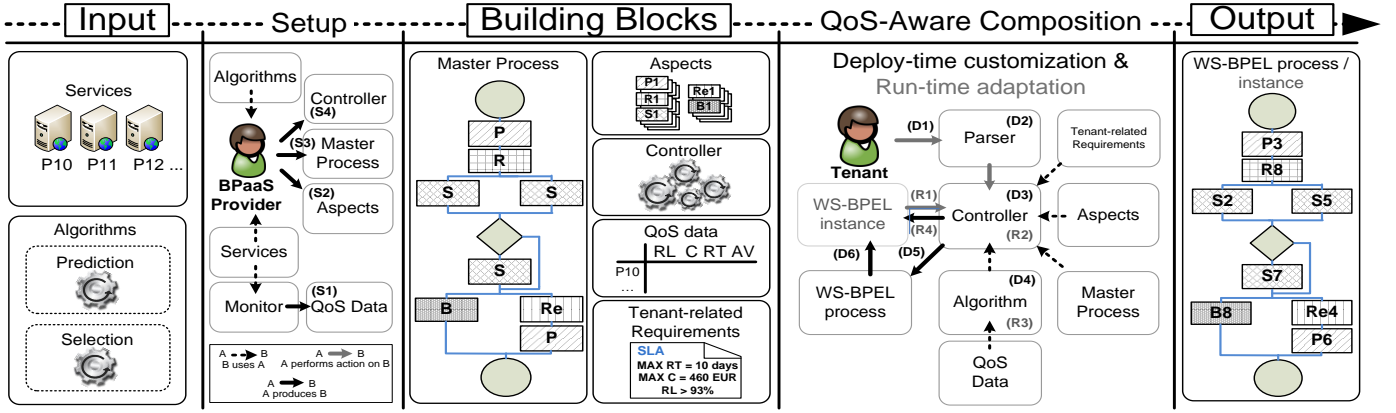 Input
Setup
Building Blocks
QoS-Aware Composition
Output
Services
P10
P11
P12 ...
Algorithms
Prediction
Selection
Algorithms
Controller
(S4)
(S3)
Master
Process
BPaaS
Provider
(S2)
Aspects
Services
Monitor
(S1)
QoS Data
A B
B uses A
A B
A performs action on B
A B
A produces B
Master Process
P
R
S
S
S
B
Re
P
Aspects
P1
R1
S1
Re1
B1
Controller
QoS data
RL C RT AV
P10
...
Tenant-related
Requirements
SLA
MAX RT = 10 days
MAX C = 460 EUR
RL > 93%
Deploy-time customization &
Run-time adaptation
Tenant
(D1)
(D2)
Parser
Tenant-related
Requirements
WS-BPEL
instance
(R1)
(R4)
(D3)
Controller
(R2)
Aspects
(D6)
(D5)
WS-BPEL
process
(D4)
Algorithm
(R3)
Master
Process
QoS
Data
WS-BPEL process /
instance
P3
R8
S2
S5
S7
B8
Re4
P6